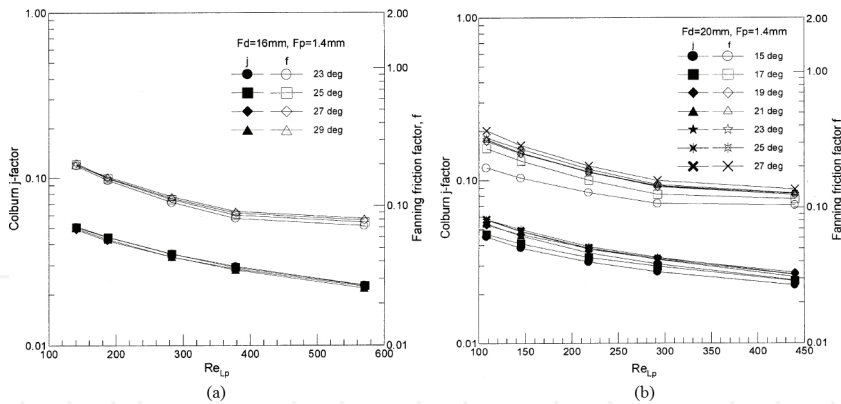 1.00
0.10
0.01
Colburn j-factor
Fd=16mm, Fp=1.4mm
j f
23 deg
25 deg
27 deg
29 deg
2.00
1.00
0.10
0.01
Fanning friction factor, f
100 200 300 400 500 600
Re Lp
(a)
1.00
0.10
0.01
Colburn j-factor
Fd=20mm, Fp=1.4mm
j f
15 deg
17 deg
19 deg
21 deg
23 deg
25 deg
27 deg
2.00
1.00
0.10
0.01
Fanning friction factor f
100 150 200 250 300 350 400 450
Re Lp
(b)